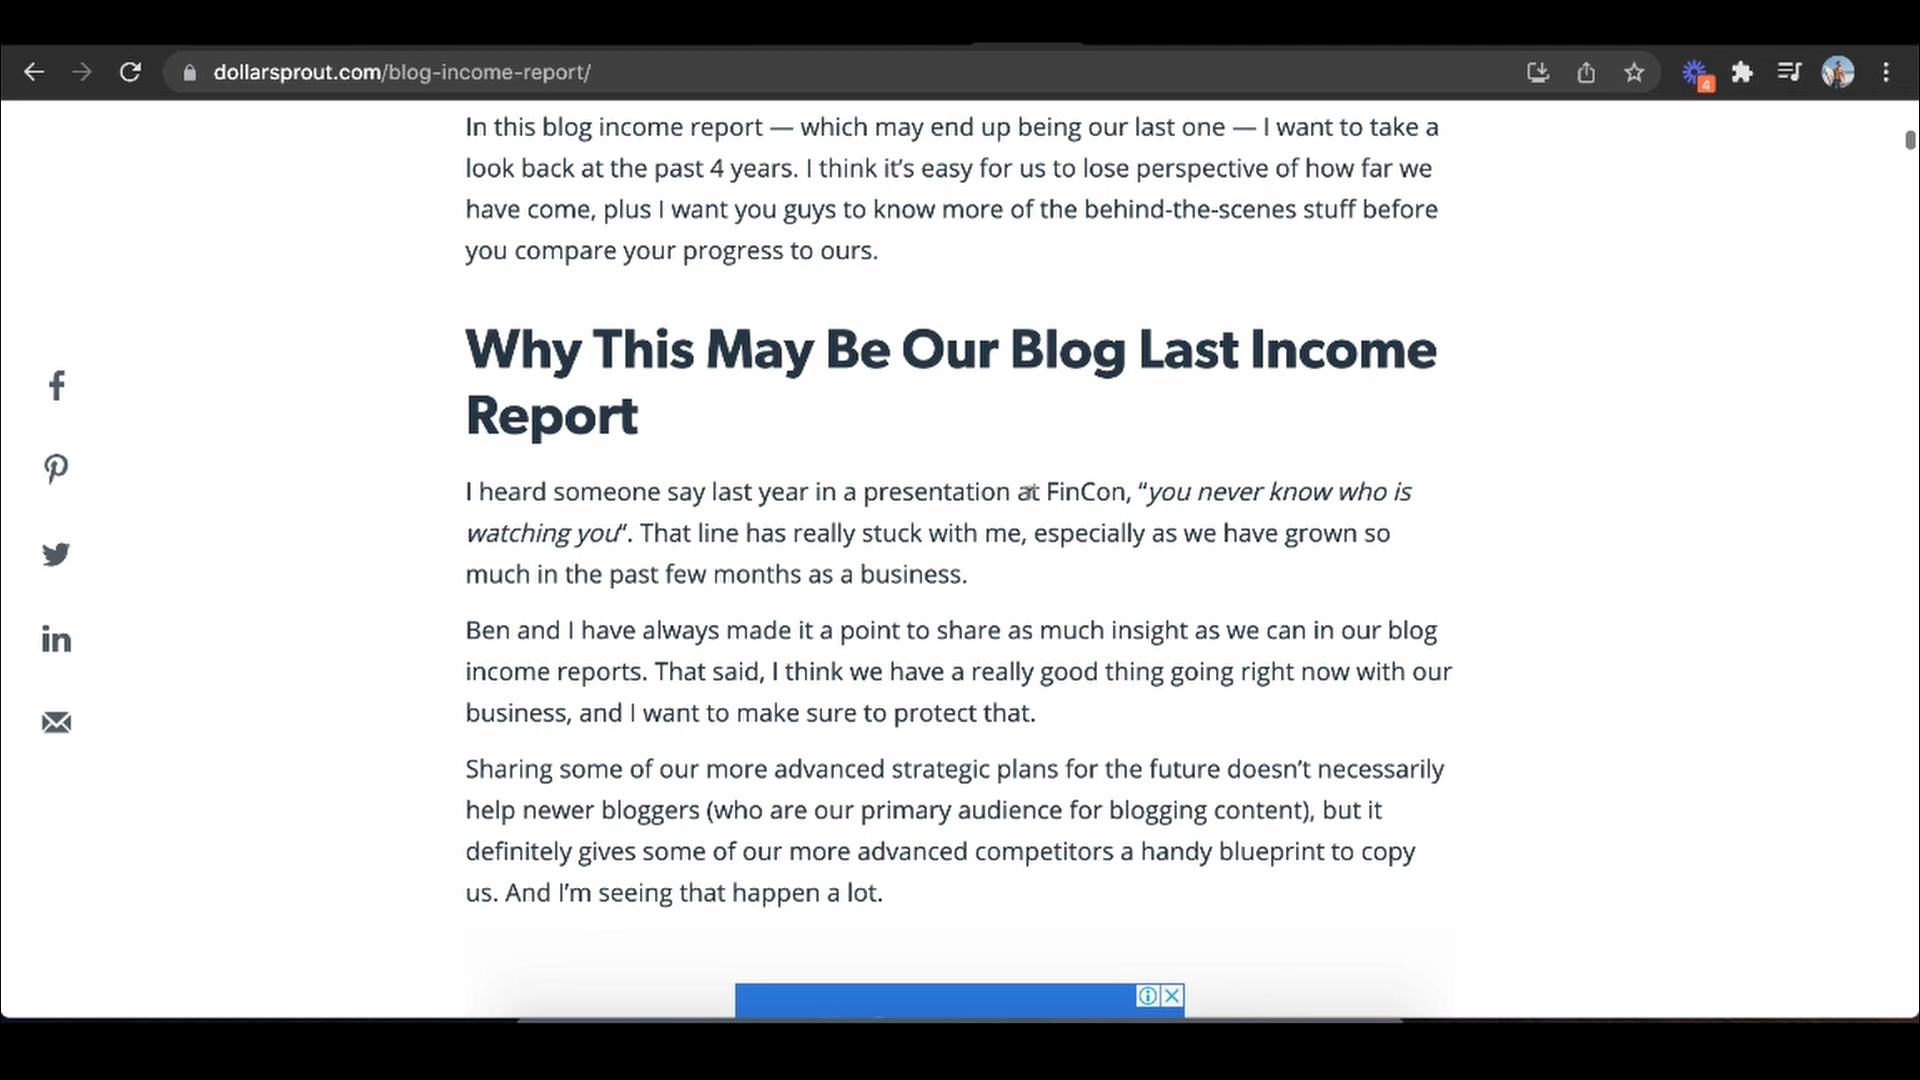 dollarsprout.com/blog-income-report/
4
In this blog income report — which may end up being our last one — I want to take a
look back at the past 4 years. I think it’s easy for us to lose perspective of how far we
have come, plus I want you guys to know more of the behind-the-scenes stuff before
you compare your progress to ours.
Why This May Be Our Blog Last Income
Report
I heard someone say last year in a presentation at FinCon, “you never know who is
watching you“. That line has really stuck with me, especially as we have grown so
much in the past few months as a business.
Ben and I have always made it a point to share as much insight as we can in our blog
income reports. That said, I think we have a really good thing going right now with our
business, and I want to make sure to protect that.
Sharing some of our more advanced strategic plans for the future doesn’t necessarily
help newer bloggers (who are our primary audience for blogging content), but it
definitely gives some of our more advanced competitors a handy blueprint to copy
us. And I’m seeing that happen a lot.